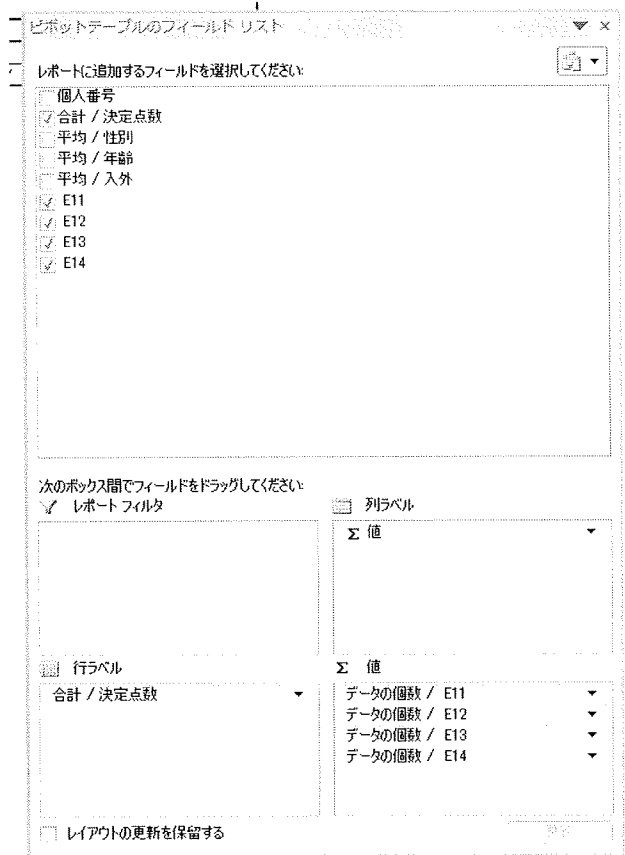 ピボットテーブルのフィールド リスト
レポートに追加するフィールドを選択してください:
個人番号
合計 / 決定点数
平均 / 性別
平均 / 年齢
平均 / 入外
E11
E12
E13
E14
次のボックス間でフィールドをドラッグしてください:
レポート フィルタ
列ラベル
Σ 値
行ラベル
合計 / 決定点数
Σ 値
データの個数 / E11
データの個数 / E12
データの個数 / E13
データの個数 / E14
レイアウトの更新を保留する